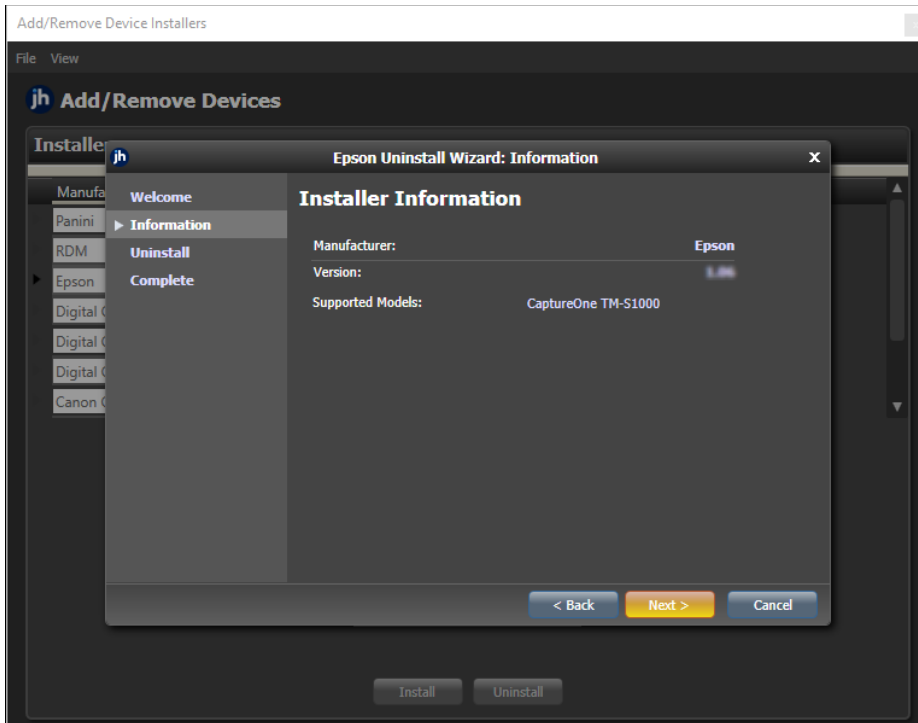 Add/Remove Device Installers
File View
jh Add/Remove Devices
Installe
jh Epson Uninstall Wizard: Information x
Manufa
Panini
RDM
Epson
Digital
Digital
Digital
Canon
Welcome
Information
Uninstall
Complete
Installer Information
Manufacturer: Epson
Version:
Supported Models: CaptureOne TM-S1000
< Back Next > Cancel
Install Uninstall